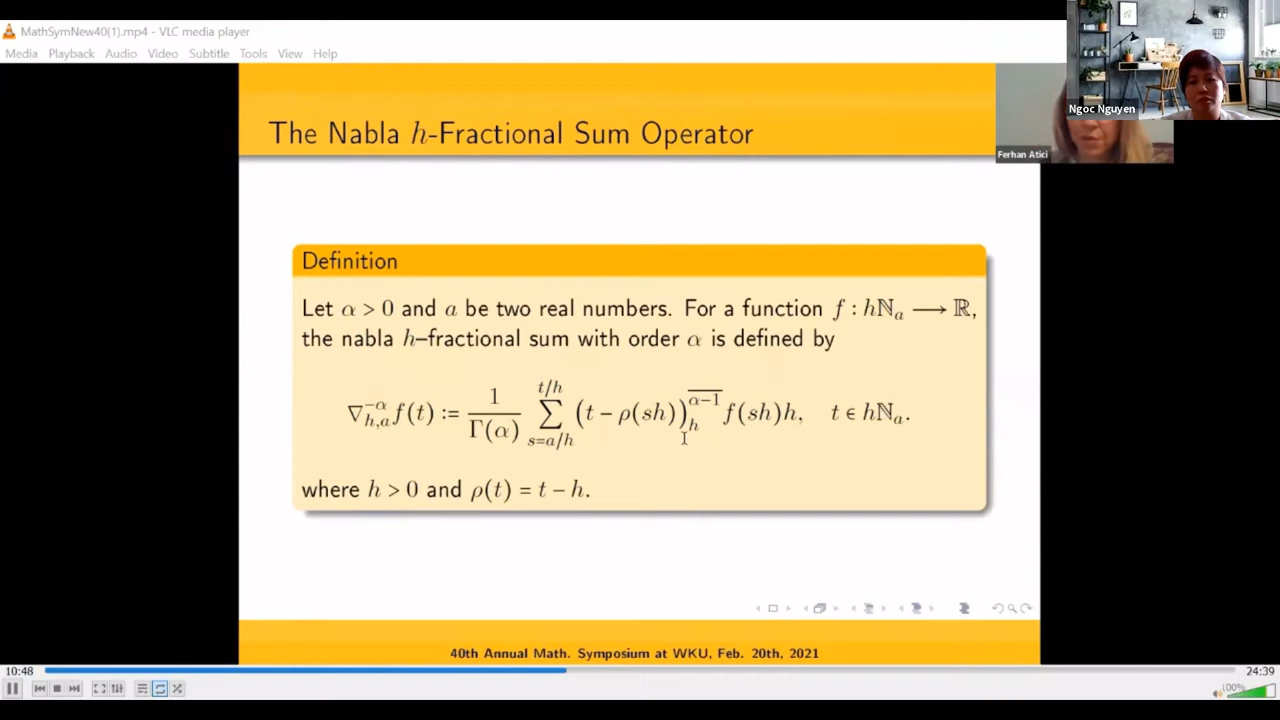 MathSymNew40(1).mp4 - VLC media player
Media Playback Audio Video Subtitle Tools View Help
Ngoc Nguyen
Ferhan Atici
The Nabla h-Fractional Sum Operator
Definition
Let α > 0 and a be two real numbers. For a function f : hℕ_a ⟶ ℝ,
the nabla h–fractional sum with order α is defined by
∇_{h,a}^{-α} f(t) := \frac{1}{Γ(α)} \sum_{s=a/h}^{t/h} (t − ρ(sh))_h^{\overline{α−1}} f(sh)h, t ∈ hℕ_a.
where h > 0 and ρ(t) = t − h.
40th Annual Math. Symposium at WKU, Feb. 20th, 2021
10:48 24:39
100%